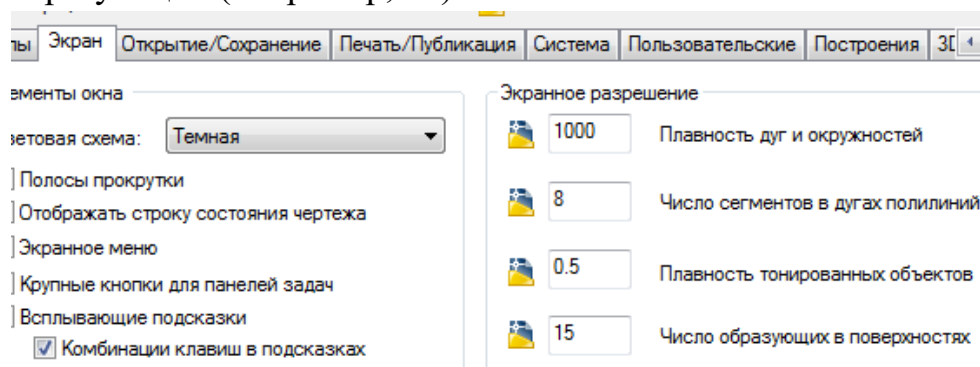 лы Экран Открытие/Сохранение Печать/Публикация Система Пользовательские Построения 3D
ементы окна
ветовая схема: Темная
Полосы прокрутки
Отображать строку состояния чертежа
Экранное меню
Крупные кнопки для панелей задач
Всплывающие подсказки
Комбинации клавиш в подсказках
Экранное разрешение
1000 Плавность дуг и окружностей
8 Число сегментов в дугах полилиний
0.5 Плавность тонированных объектов
15 Число образующих в поверхностях